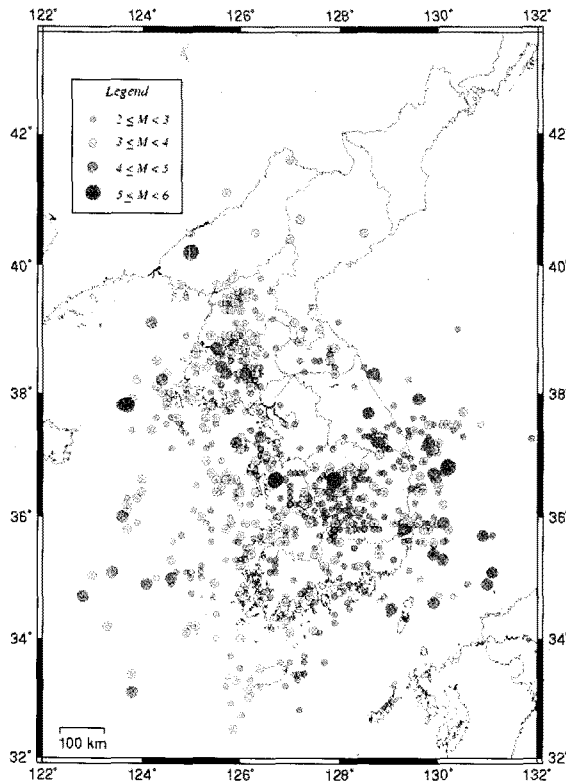 122° 124° 126° 128° 130° 132°
Legend
2 ≤ M < 3
3 ≤ M < 4
4 ≤ M < 5
5 ≤ M < 6
42° 42°
40° 40°
38° 38°
36° 36°
34° 34°
100 km
32° 32°
122° 124° 126° 128° 130° 132°